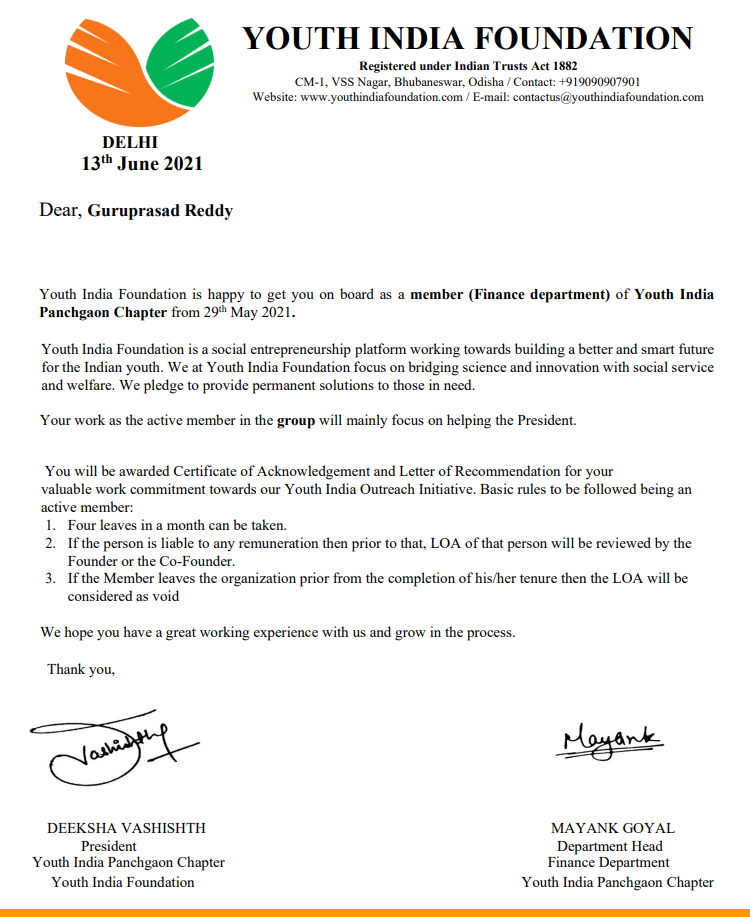 YOUTH INDIA FOUNDATION
Registered under Indian Trusts Act 1882
CM-1, VSS Nagar, Bhubaneswar, Odisha / Contact: +919090907901
Website: www.youthindiafoundation.com / E-mail: contactus@youthindiafoundation.com
DELHI
13th June 2021
Dear, Guruprasad Reddy
Youth India Foundation is happy to get you on board as a member (Finance department) of Youth India
Panchgaon Chapter from 29th May 2021.
Youth India Foundation is a social entrepreneurship platform working towards building a better and smart future
for the Indian youth. We at Youth India Foundation focus on bridging science and innovation with social service
and welfare. We pledge to provide permanent solutions to those in need.
Your work as the active member in the group will mainly focus on helping the President.
You will be awarded Certificate of Acknowledgement and Letter of Recommendation for your
valuable work commitment towards our Youth India Outreach Initiative. Basic rules to be followed being an
active member:
1. Four leaves in a month can be taken.
2. If the person is liable to any remuneration then prior to that, LOA of that person will be reviewed by the
Founder or the Co-Founder.
3. If the Member leaves the organization prior from the completion of his/her tenure then the LOA will be
considered as void
We hope you have a great working experience with us and grow in the process.
Thank you,
Vashishth
Mayank
DEEKSHA VASHISHTH
President
Youth India Panchgaon Chapter
Youth India Foundation
MAYANK GOYAL
Department Head
Finance Department
Youth India Panchgaon Chapter